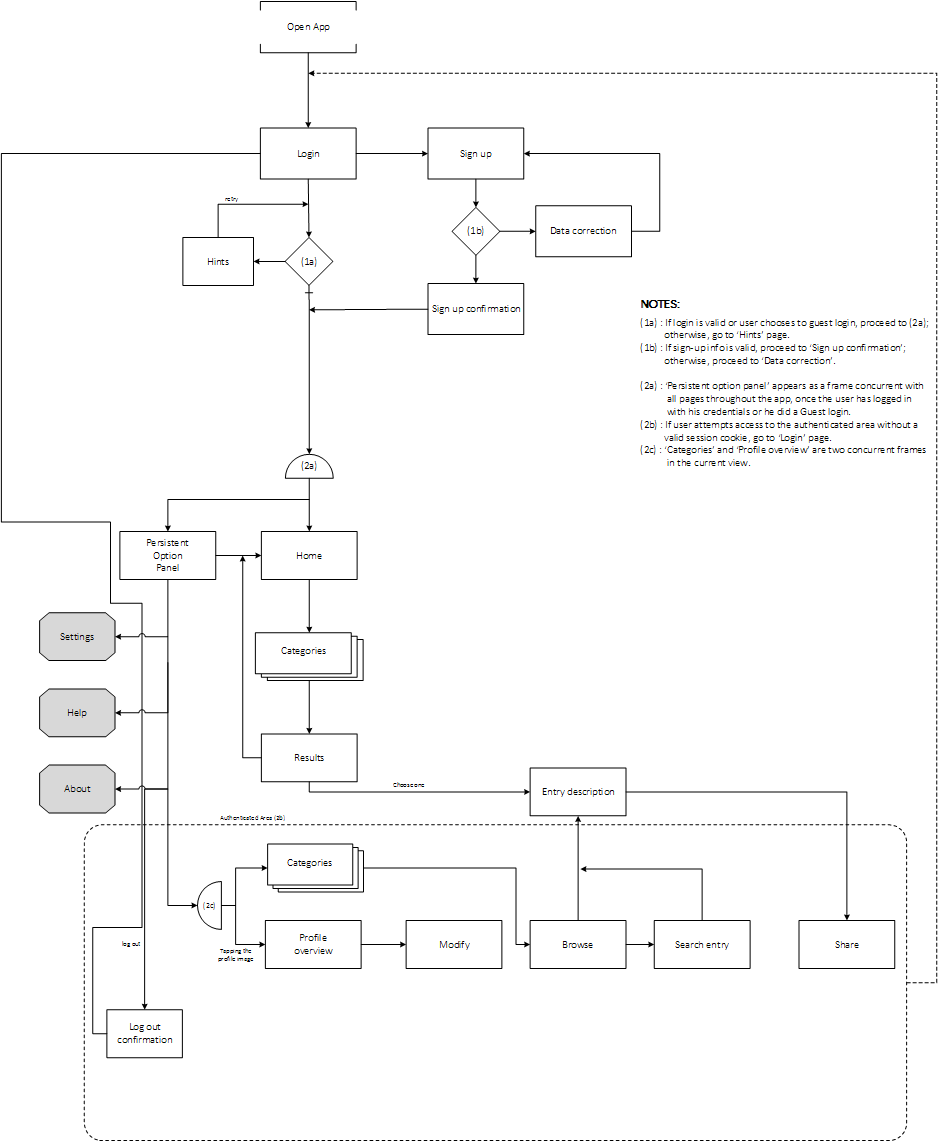 Open App
Login
Sign up
retry
(1b)
Data correction
Hints
(1a)
Sign up confirmation
NOTES:
(1a) : If login is valid or user chooses to guest login, proceed to (2a);
otherwise, go to ‘Hints’ page.
(1b) : If sign-up info is valid, proceed to ‘Sign up confirmation’;
otherwise, proceed to ‘Data correction’.
(2a) : ‘Persistent option panel’ appears as a frame concurrent with
all pages throughout the app, once the user has logged in
with his credentials or he did a Guest login.
(2b) : If user attempts access to the authenticated area without a
valid session cookie, go to ‘Login’ page.
(2c) : ‘Categories’ and ‘Profile overview’ are two concurrent frames
in the current view.
(2a)
Persistent
Option
Panel
Home
Settings
Categories
Help
Results
About
Choose one
Entry description
Authenticated Area (2b)
Categories
(2c)
log out
Tapping the
profile image
Profile
overview
Modify
Browse
Search entry
Share
Log out
confirmation